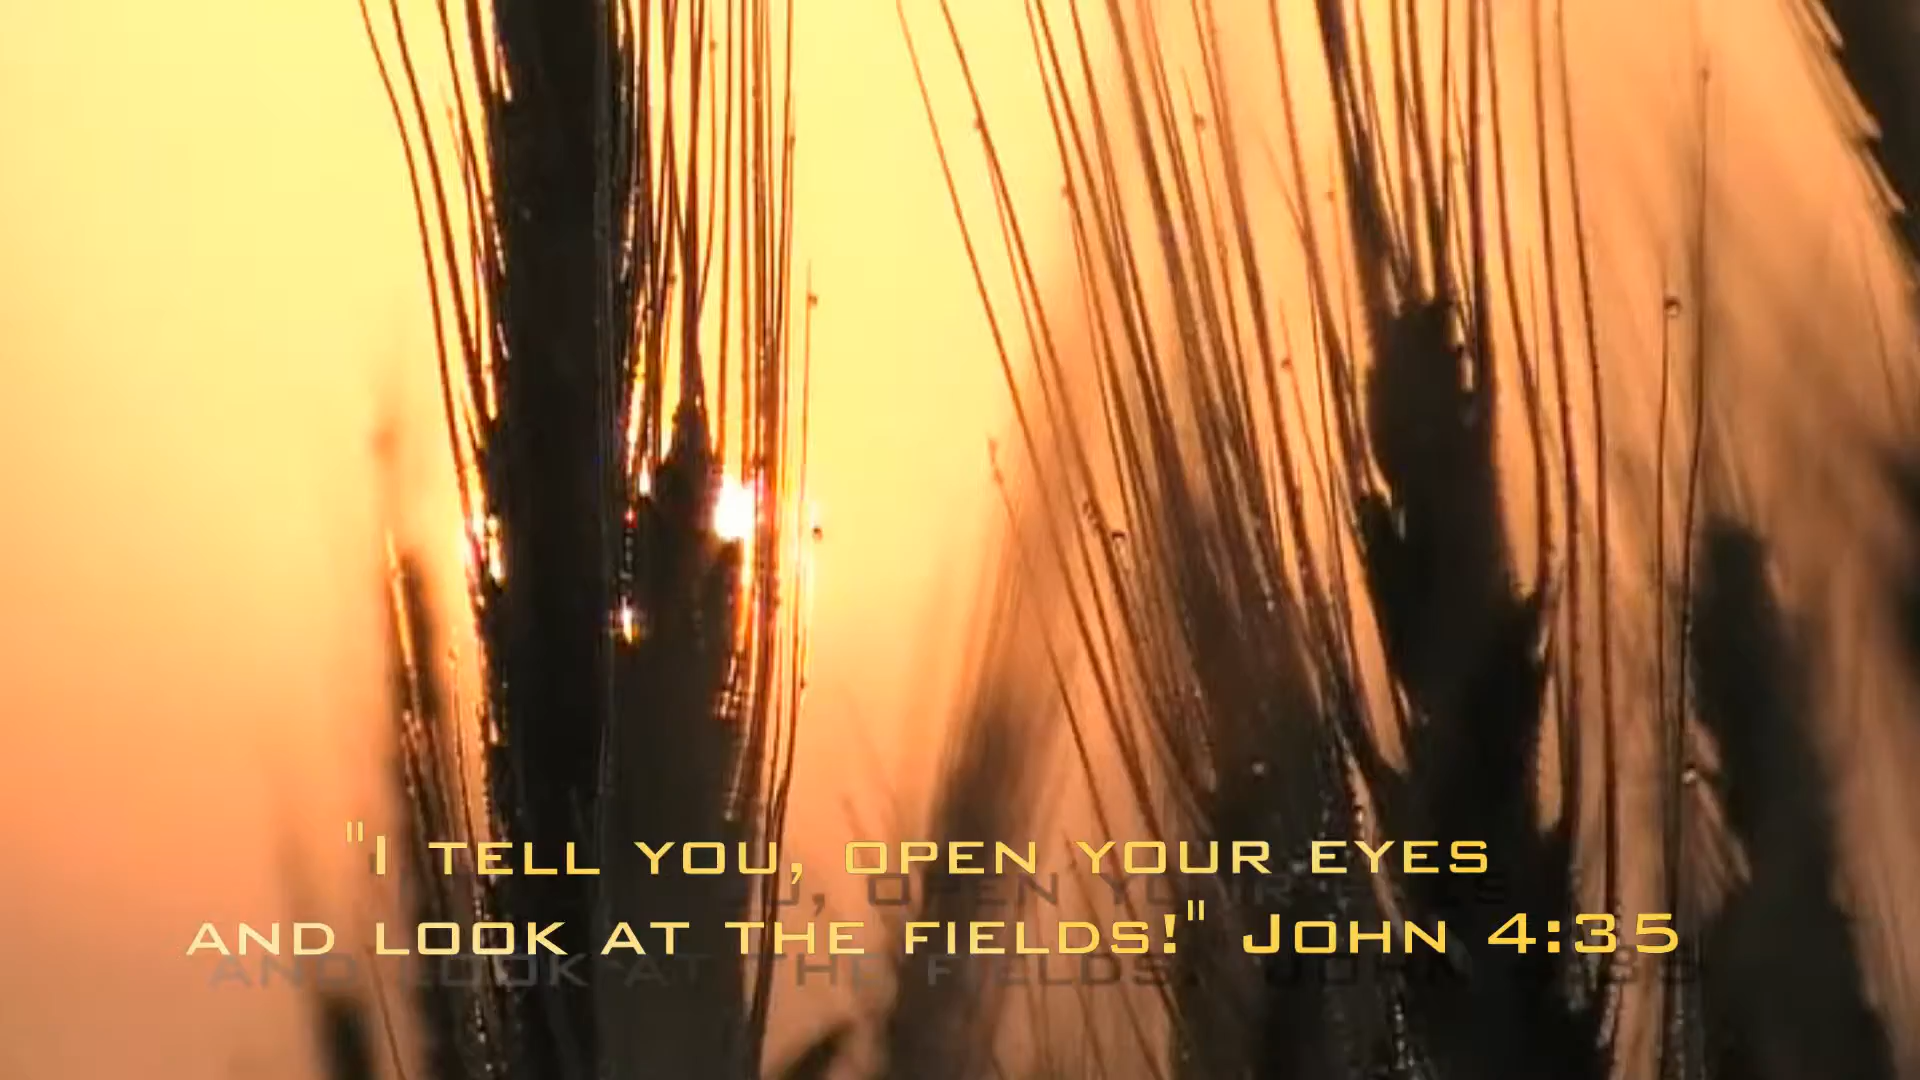 "I TELL YOU, OPEN YOUR EYES
AND LOOK AT THE FIELDS!" JOHN 4:35